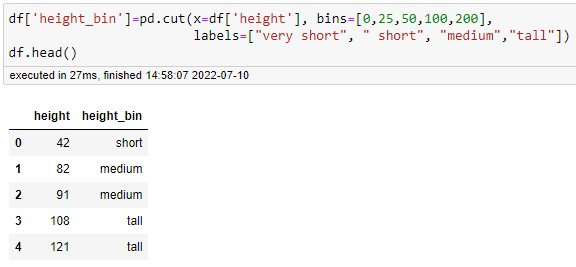 df['height_bin']=pd.cut(x=df['height'], bins=[0,25,50,100,200],
labels=["very short", " short", "medium","tall"])
df.head()
executed in 27ms, finished 14:58:07 2022-07-10
height height_bin
0 42 short
1 82 medium
2 91 medium
3 108 tall
4 121 tall